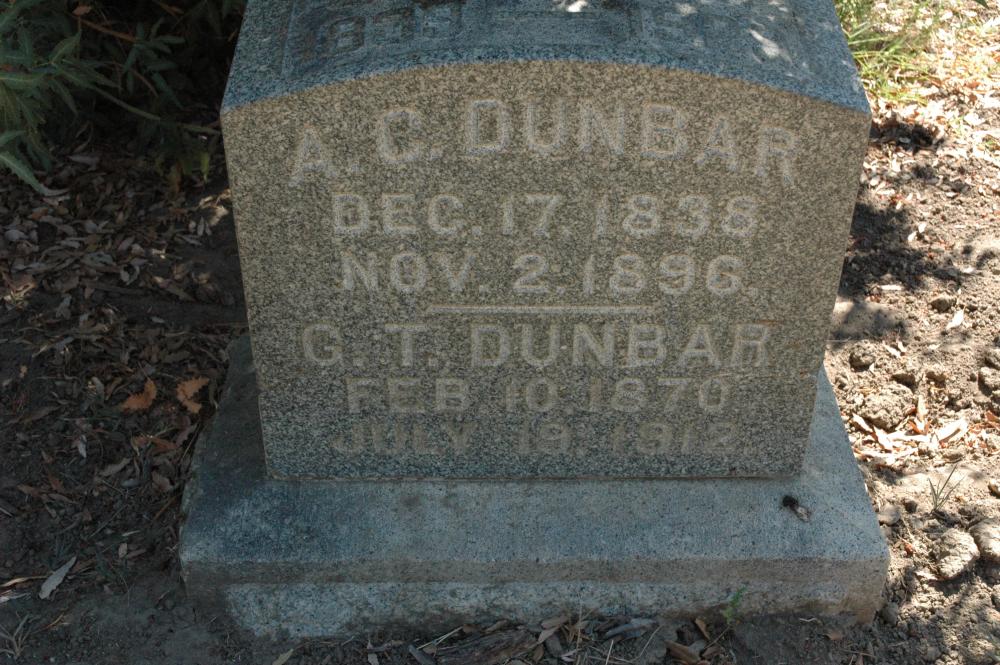 A. C. DUNBAR
DEC. 17. 1838
NOV. 2. 1896.
G. T. DUNBAR
FEB. 10. 1870
JULY 19. 1912